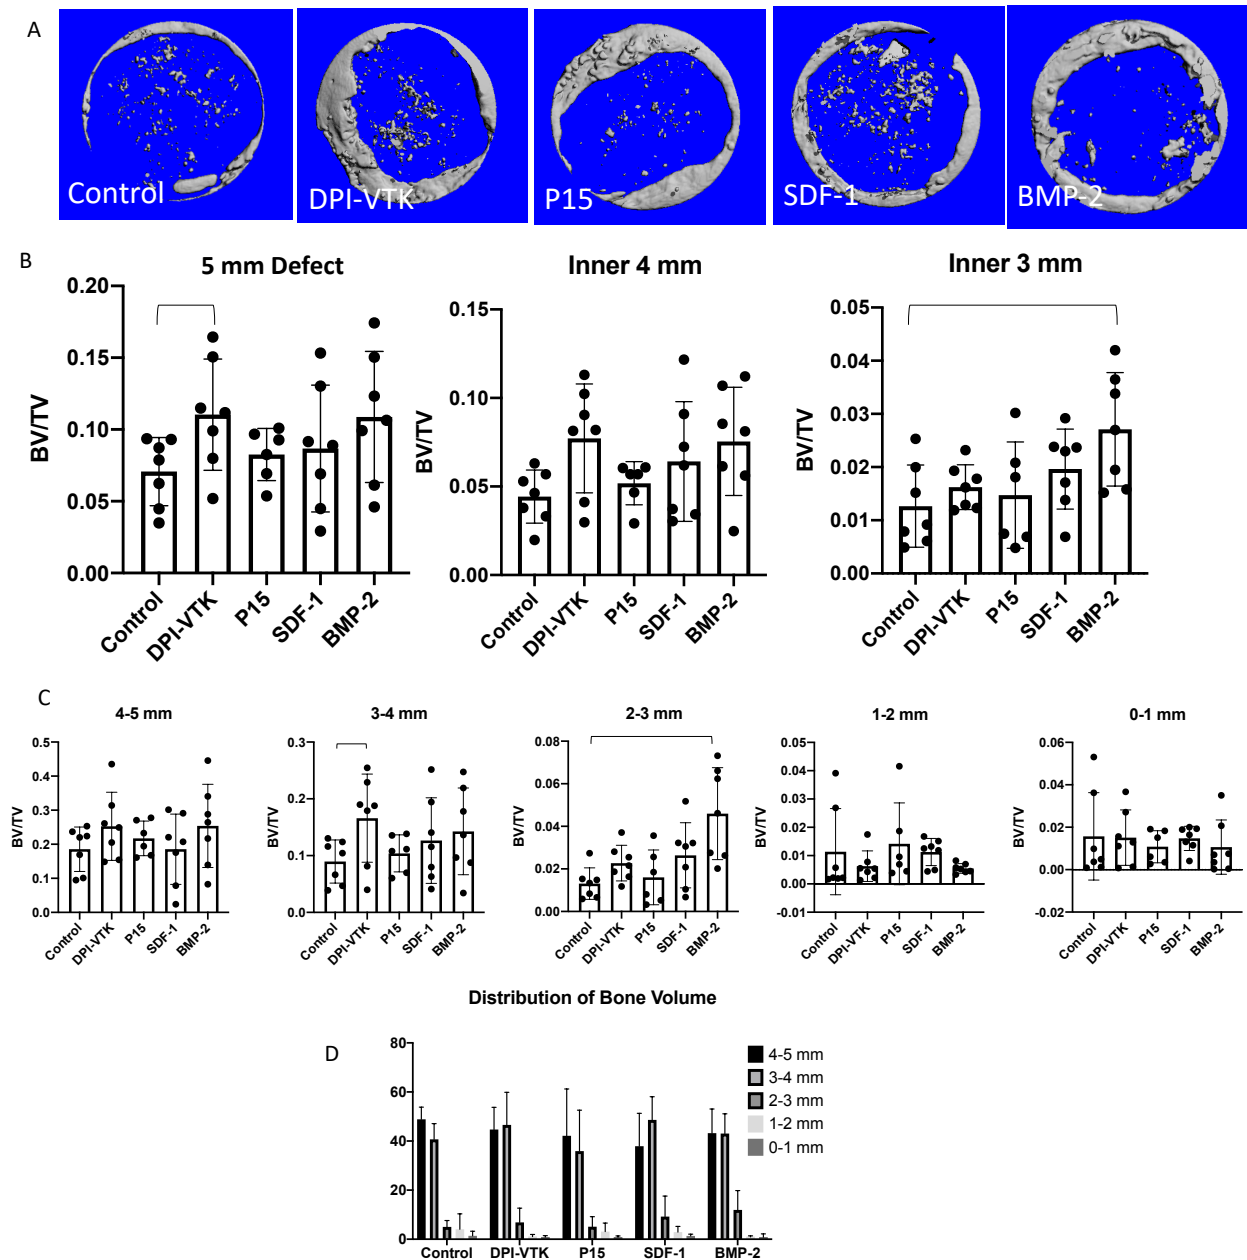 A
Control
DPI-VTK
P15
SDF-1
BMP-2
B
5 mm Defect
BV/TV
0.20
0.15
0.10
0.05
0.00
Control
DPI-VTK
P15
SDF-1
BMP-2
Inner 4 mm
BV/TV
0.15
0.10
0.05
0.00
Control
DPI-VTK
P15
SDF-1
BMP-2
Inner 3 mm
BV/TV
0.05
0.04
0.03
0.02
0.01
0.00
Control
DPI-VTK
P15
SDF-1
BMP-2
C
4-5 mm
BV/TV
0.5
0.4
0.3
0.2
0.1
0.0
Control
DPI-VTK
P15
SDF-1
BMP-2
3-4 mm
BV/TV
0.3
0.2
0.1
0.0
Control
DPI-VTK
P15
SDF-1
BMP-2
2-3 mm
BV/TV
0.08
0.06
0.04
0.02
0.00
Control
DPI-VTK
P15
SDF-1
BMP-2
1-2 mm
BV/TV
0.05
0.04
0.03
0.02
0.01
0.00
-0.01
Control
DPI-VTK
P15
SDF-1
BMP-2
0-1 mm
BV/TV
0.06
0.04
0.02
0.00
-0.02
Control
DPI-VTK
P15
SDF-1
BMP-2
Distribution of Bone Volume
D
80
60
40
20
0
Control
DPI-VTK
P15
SDF-1
BMP-2
4-5 mm
3-4 mm
2-3 mm
1-2 mm
0-1 mm